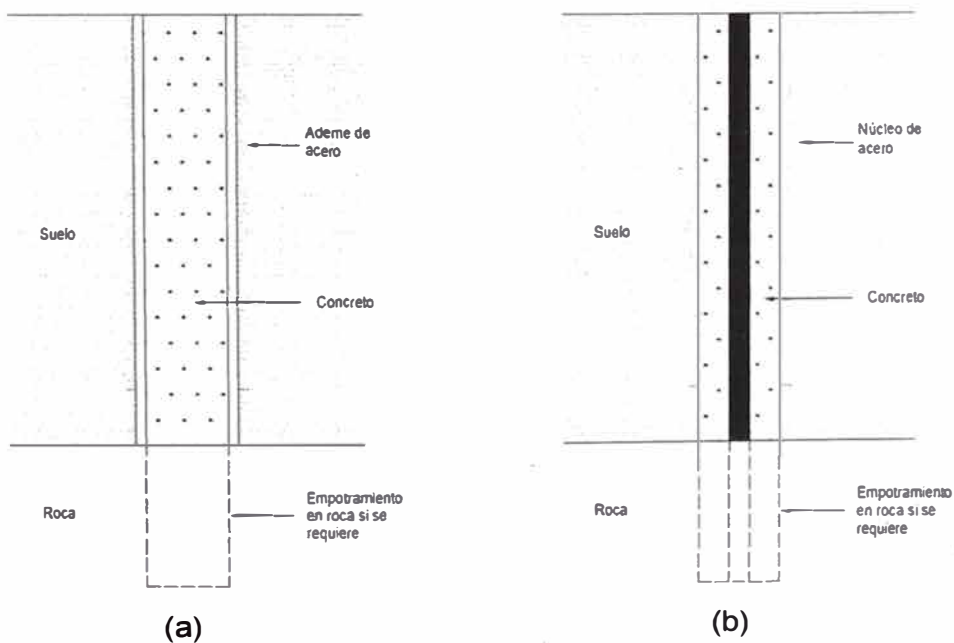 Ademe de
acero
Suelo
Concreto
Roca
Empotramiento
en roca si se
requiere
(a)
Núcleo de
acero
Suelo
Concreto
Roca
Empotramiento
en roca si se
requiere
(b)